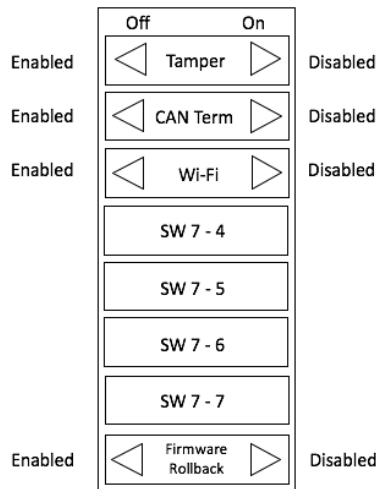 Off On
Enabled Tamper Disabled
Enabled CAN Term Disabled
Enabled Wi-Fi Disabled
SW 7 - 4
SW 7 - 5
SW 7 - 6
SW 7 - 7
Enabled Firmware Disabled
Rollback